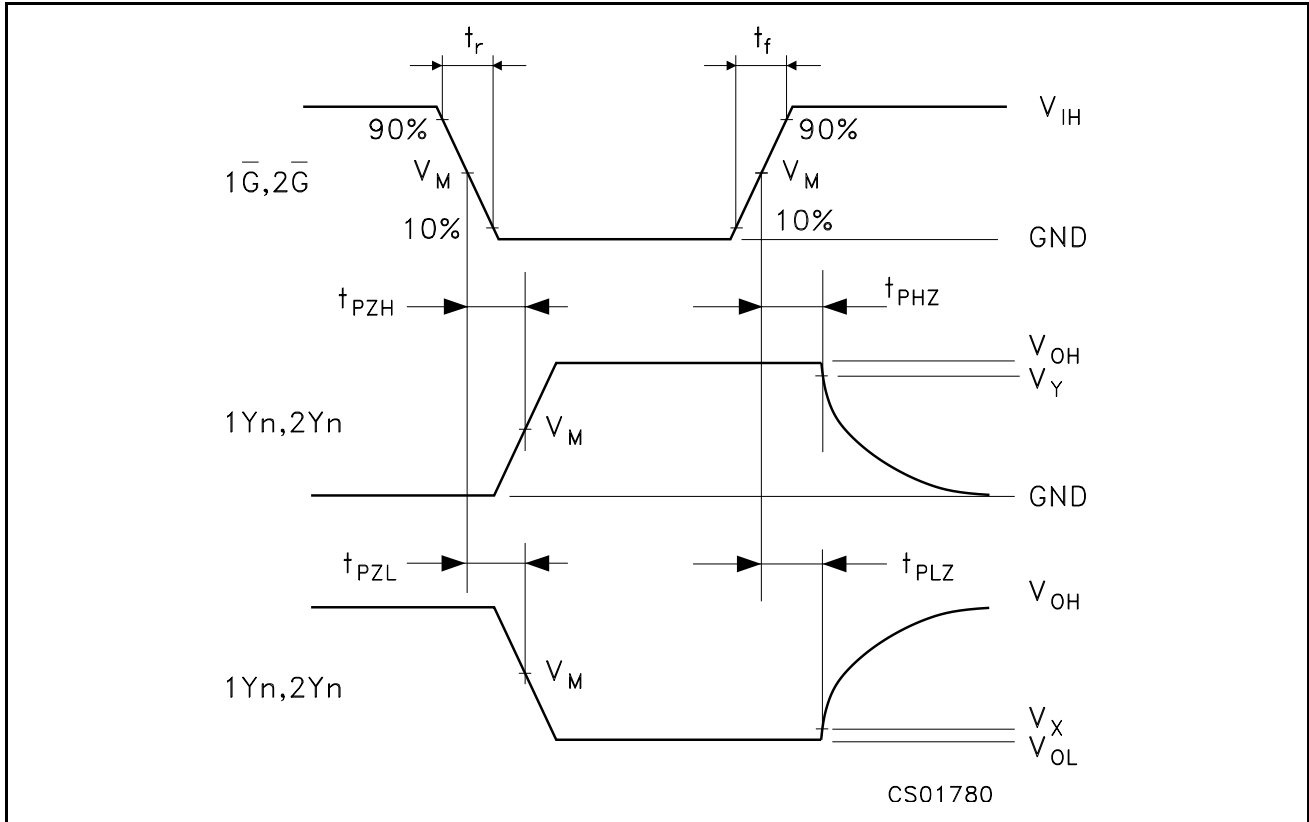 tr tf
VIH
90% 90%
1G̅,2G̅ VM VM
10% 10%
GND
tPZH tPHZ
VOH
VY
1Yn,2Yn VM
GND
tPZL tPLZ
VOH
VM
1Yn,2Yn
VX
VOL
CS01780